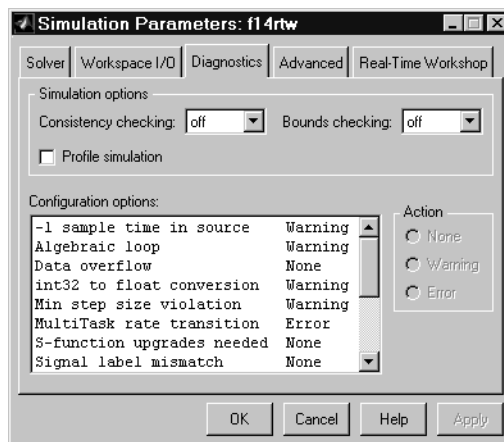 Simulation Parameters: f14rtw
Solver Workspace I/O Diagnostics Advanced Real-Time Workshop
Simulation options
Consistency checking: off Bounds checking: off
Profile simulation
Configuration options:
-1 sample time in source Warning
Algebraic loop Warning
Data overflow None
int32 to float conversion Warning
Min step size violation Warning
MultiTask rate transition Error
S-function upgrades needed None
Signal label mismatch None
Action
None
Warning
Error
OK Cancel Help Apply